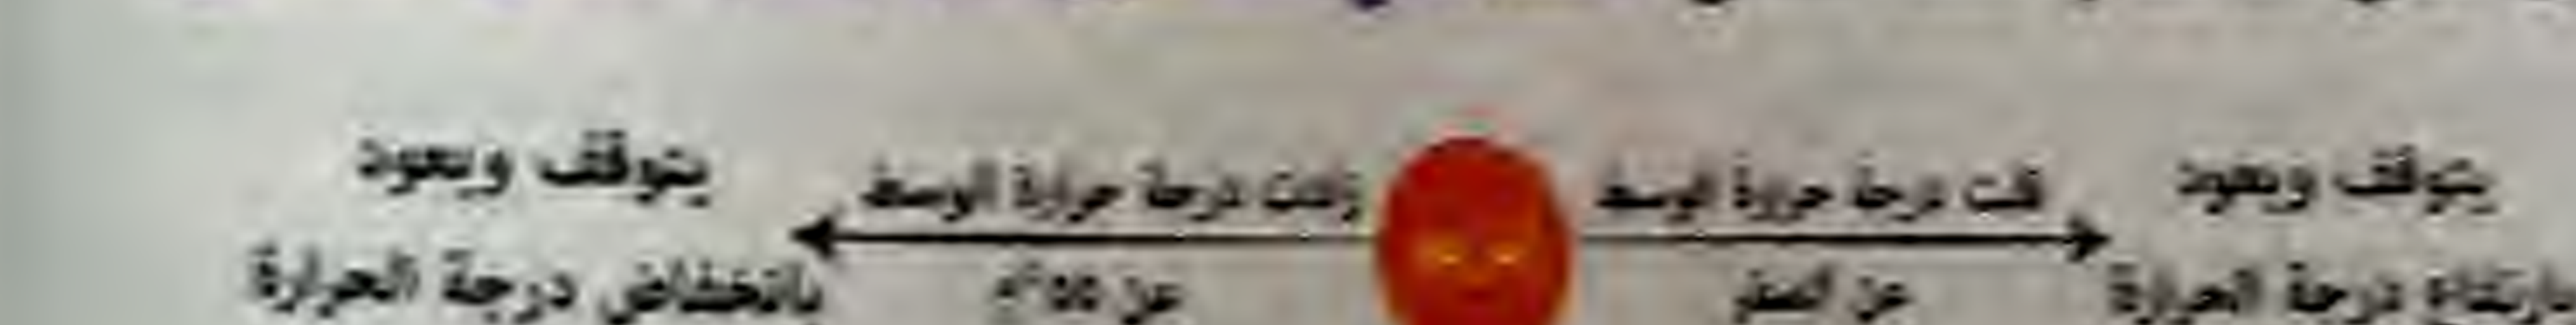 يتوقف ويعود
قلت درجة حرارة الوسط
زادت درجة حرارة الوسط
يتوقف ويعود
بارتفاع درجة الحرارة
عن الصفر
عن
بانخفاض درجة الحرارة